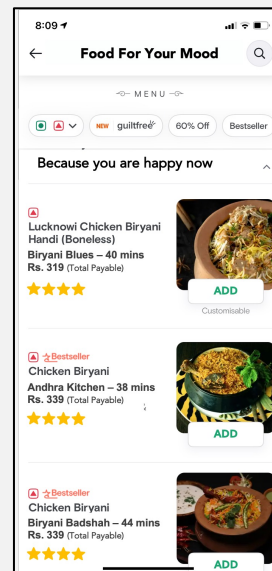 8:09
Food For Your Mood
MENU
NEW guiltfree
60% Off
Bestseller
Because you are happy now
Lucknowi Chicken Biryani
Handi (Boneless)
Biryani Blues – 40 mins
Rs. 319 (Total Payable)
ADD
Customisable
Bestseller
Chicken Biryani
Andhra Kitchen – 38 mins
Rs. 339 (Total Payable)
ADD
Bestseller
Chicken Biryani
Biryani Badshah – 44 mins
Rs. 339 (Total Payable)
ADD